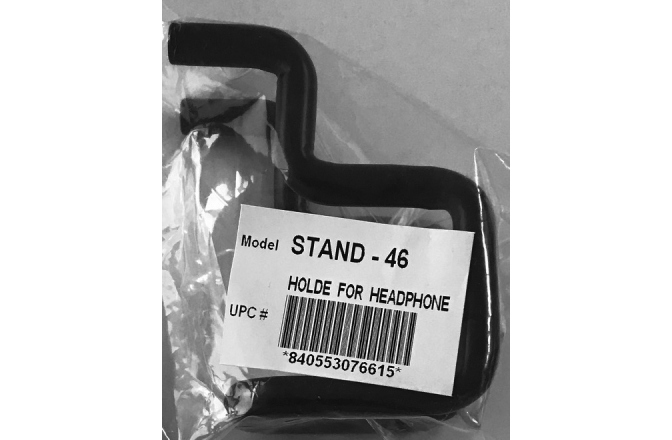 Model STAND - 46
HOLDE FOR HEADPHONE
UPC #
*840553076615*